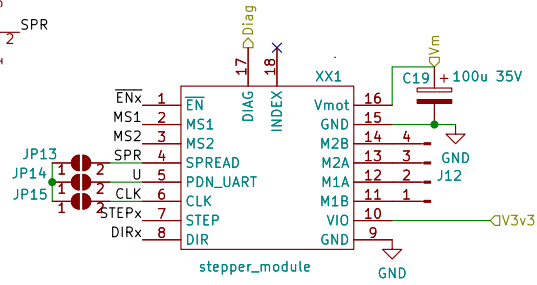 SPR
2
Diag
17
18
XX1
Vm
C19
+
100u 35V
ENx
1
EN
DIAG
INDEX
Vmot
16
MS1
2
MS1
GND
15
MS2
3
MS2
M2B
14
4
GND
JP13
SPR
4
SPREAD
M2A
13
3
1
2
JP14
U
5
PDN_UART
M1A
12
2
J12
1
2
JP15
CLK
6
CLK
M1B
11
1
1
2
STEPx
7
STEP
VIO
10
V3v3
DIRx
8
DIR
GND
9
stepper_module
GND